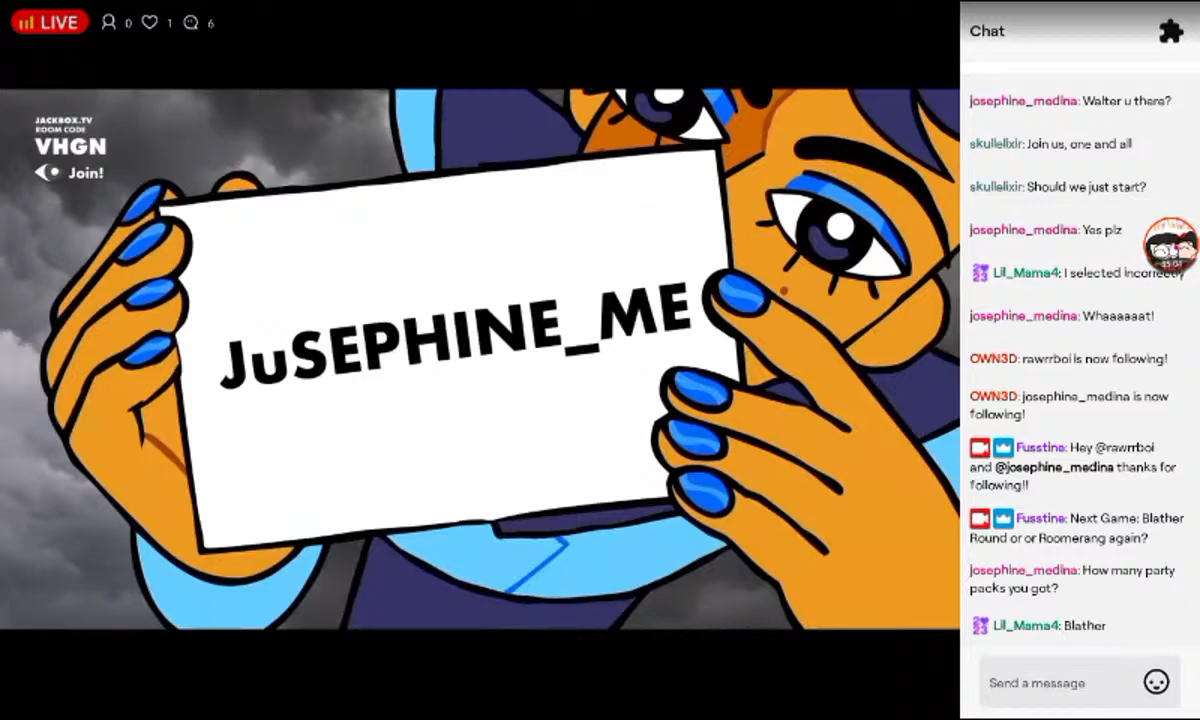 LIVE 0 1 6
JACKBOX.TV
ROOM CODE
VHGN
Join!
JuSEPHINE_ME
Chat
josephine_medina: Walter u there?
skullelixir: Join us, one and all
skullelixir: Should we just start?
josephine_medina: Yes plz
Lil_Mama4: I selected incorrectly
josephine_medina: Whaaaaaat!
OWN3D: rawrrboi is now following!
OWN3D: josephine_medina is now
following!
Fusstine: Hey @rawrrboi
and @josephine_medina thanks for
following!!
Fusstine: Next Game: Blather
Round or or Roomerang again?
josephine_medina: How many party
packs you got?
Lil_Mama4: Blather
Send a message